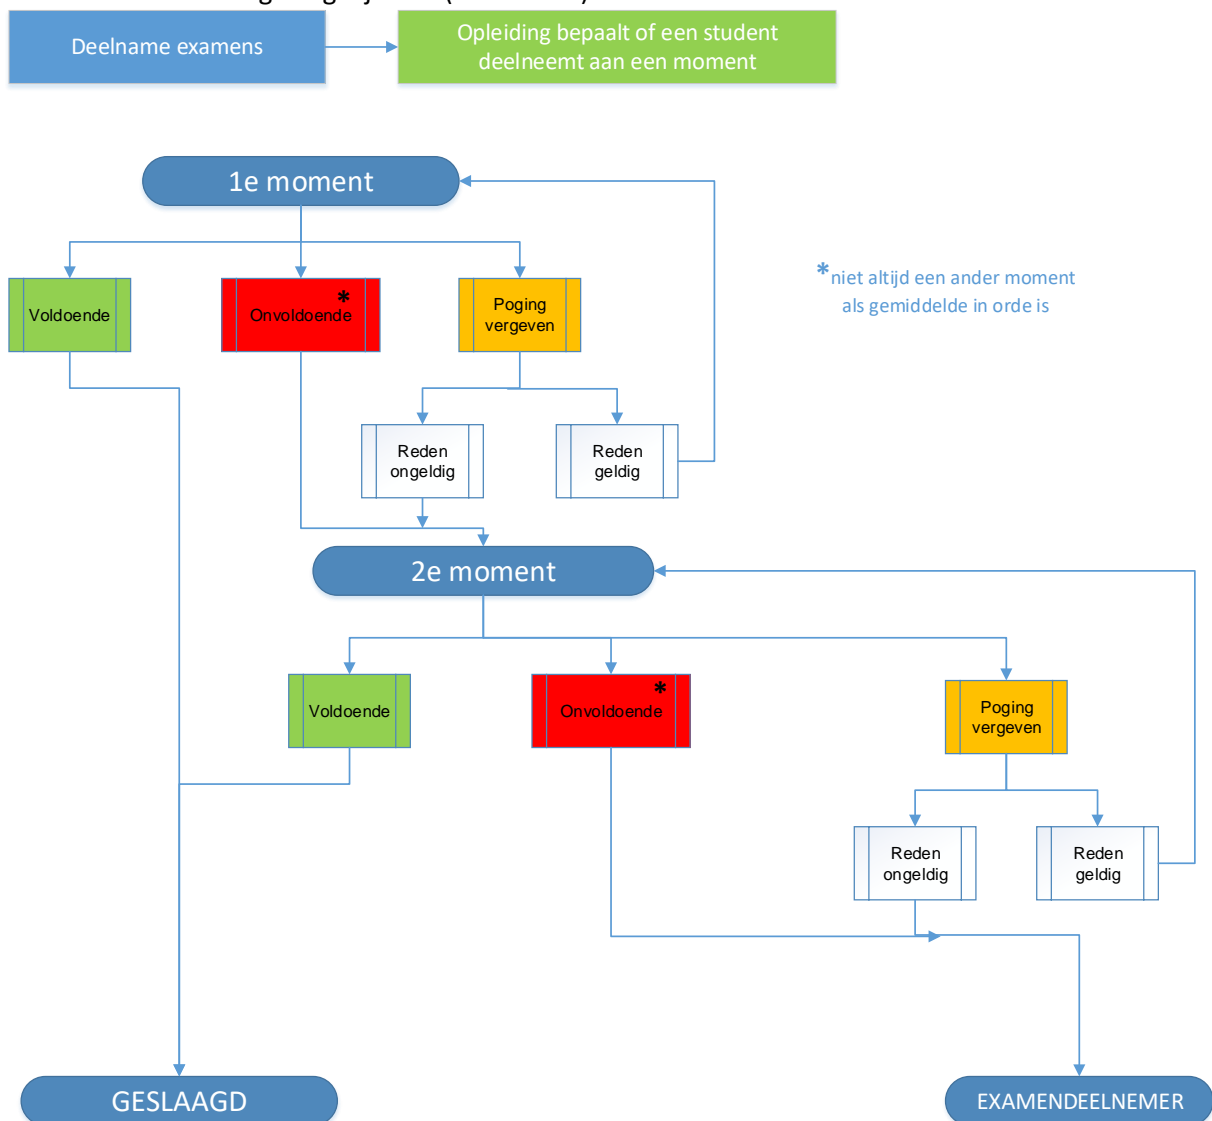 Deelname examens
Opleiding bepaalt of een student
deelneemt aan een moment
1e moment
*niet altijd een ander moment
als gemiddelde in orde is
Voldoende
*
Onvoldoende
Poging
vergeven
Reden
ongeldig
Reden
geldig
2e moment
Voldoende
*
Onvoldoende
Poging
vergeven
Reden
ongeldig
Reden
geldig
GESLAAGD
EXAMENDEELNEMER